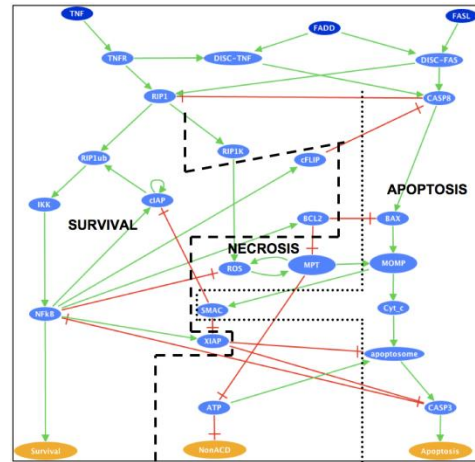 TNF
FADD
FASL
TNFR
DISC-TNF
DISC-FAS
RIP1
CASP8
RIP1ub
RIP1K
cFLIP
APOPTOSIS
IKK
cIAP
SURVIVAL
BCL2
BAX
NECROSIS
ROS
MPT
MOMP
NFkB
SMAC
Cyt_c
XIAP
apoptosome
ATP
CASP3
Survival
NonACD
Apoptosis